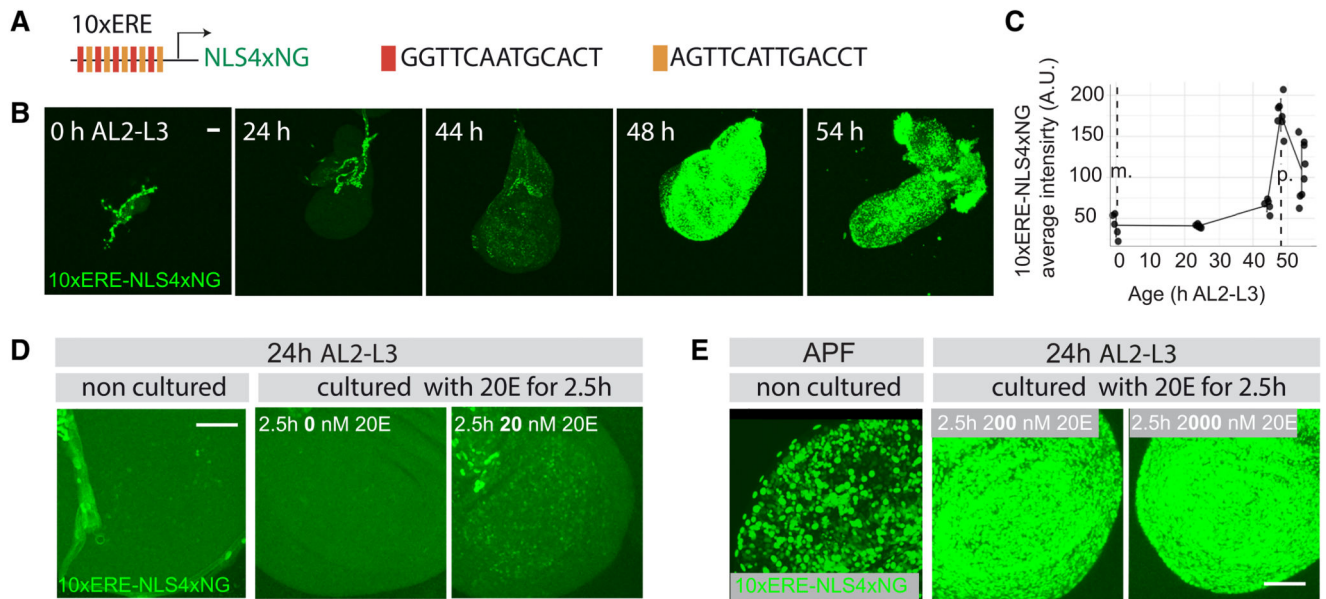 A
10xERE
NLS4xNG
GGTTCAATGCACT
AGTTCATTGACCT
B
0 h AL2-L3
24 h
44 h
48 h
54 h
10xERE-NLS4xNG
C
10xERE-NLS4xNG
average intensirty (A.U.)
200
150
100
50
m.
p.
0 10 20 30 40 50
Age (h AL2-L3)
D
24h AL2-L3
non cultured
cultured with 20E for 2.5h
2.5h 0 nM 20E
2.5h 20 nM 20E
10xERE-NLS4xNG
E
APF
24h AL2-L3
non cultured
cultured with 20E for 2.5h
2.5h 200 nM 20E
2.5h 2000 nM 20E
10xERE-NLS4xNG